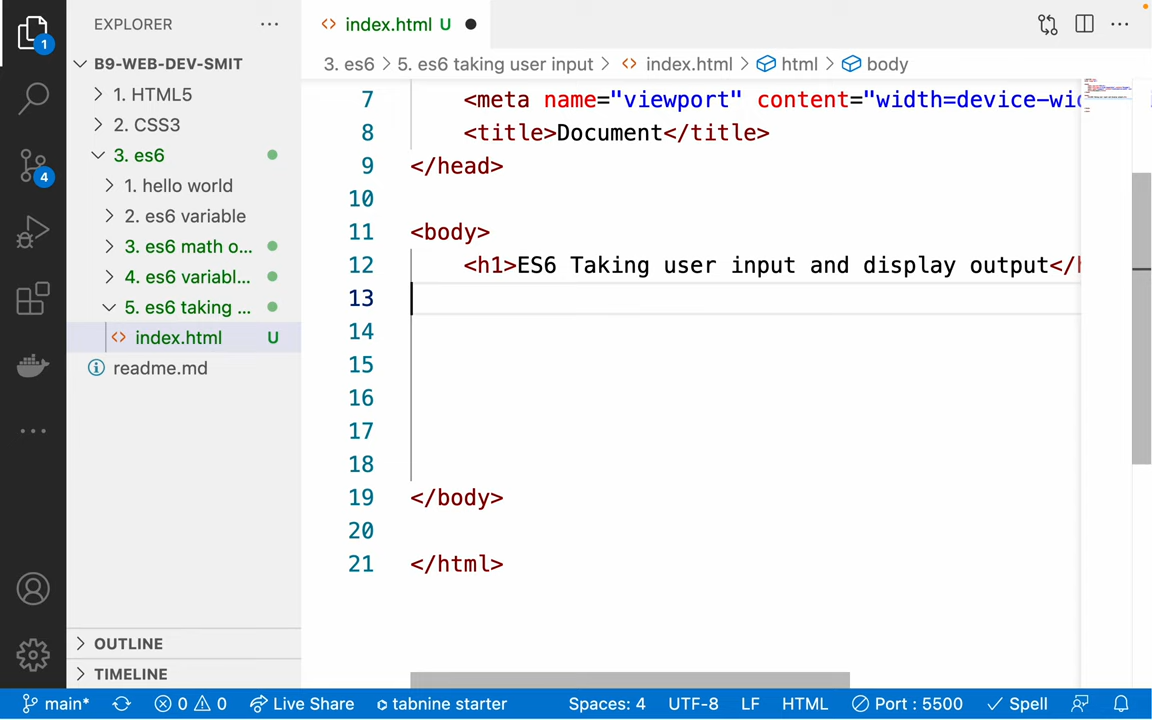 EXPLORER
B9-WEB-DEV-SMIT
1. HTML5
2. CSS3
3. es6
1. hello world
2. es6 variable
3. es6 math o...
4. es6 variabl...
5. es6 taking ...
index.html U
readme.md
OUTLINE
TIMELINE
1
4
index.html U
3. es6 > 5. es6 taking user input > index.html > html > body
7 <meta name="viewport" content="width=device-wi
8 <title>Document</title>
9 </head>
10
11 <body>
12 <h1>ES6 Taking user input and display output</h
13
14
15
16
17
18
19 </body>
20
21 </html>
main* 0 0 Live Share tabnine starter Spaces: 4 UTF-8 LF HTML Port : 5500 Spell